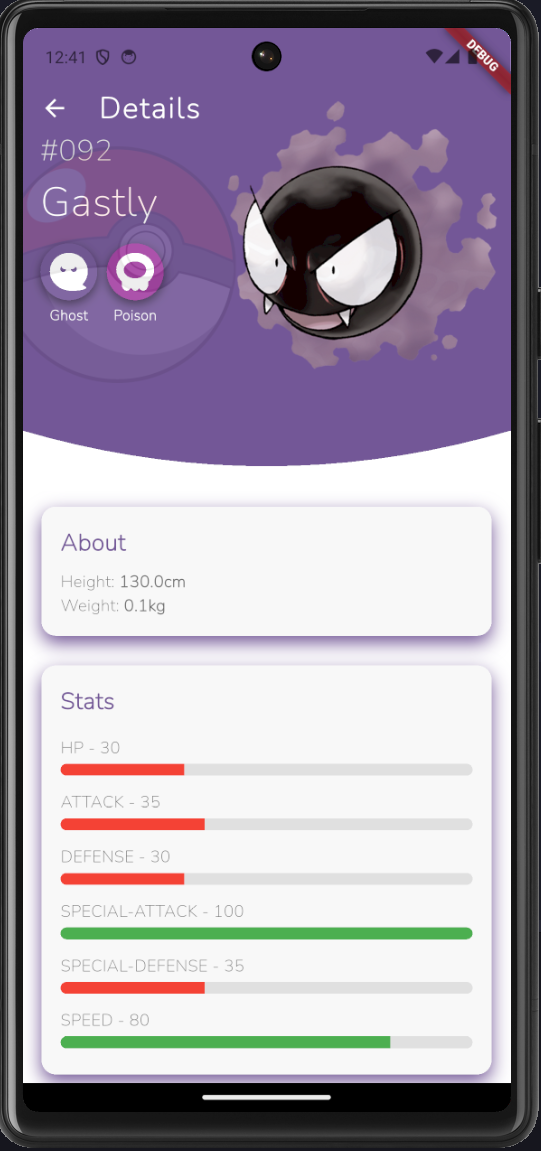 12:41
DEBUG
Details
#092
Gastly
Ghost
Poison
About
Height: 130.0cm
Weight: 0.1kg
Stats
HP - 30
ATTACK - 35
DEFENSE - 30
SPECIAL-ATTACK - 100
SPECIAL-DEFENSE - 35
SPEED - 80